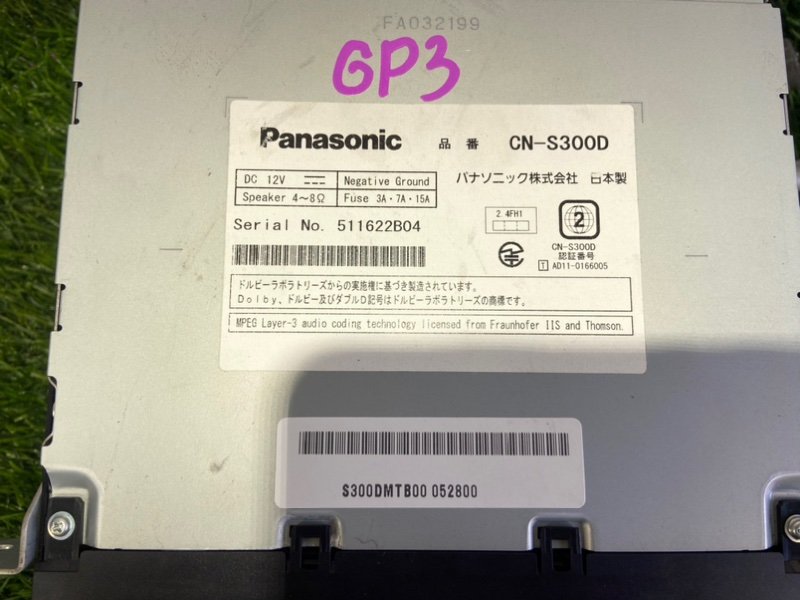 FA032199
GP3
Panasonic 品番 CN-S300D
DC 12V Negative Ground
パナソニック株式会社 日本製
Speaker 4~8Ω Fuse 3A・7A・15A
Serial No. 511622B04
2.4FH1
2
CN-S300D
認証番号
T AD11-0166005
ドルビーラボラトリーズからの実施権に基づき製造されています。
Dolby、ドルビー及びダブルD記号はドルビーラボラトリーズの商標です。
MPEG Layer-3 audio coding technology licensed from Fraunhofer IIS and Thomson.
S300DMTB00 052800